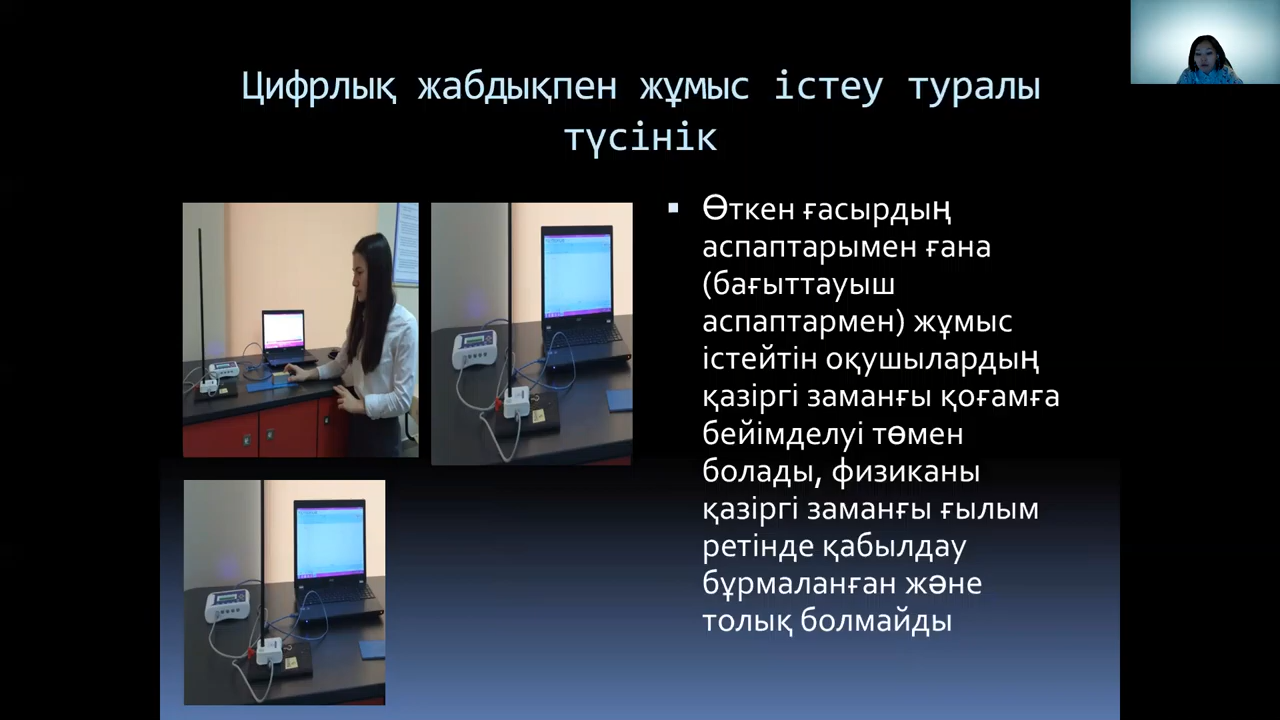 Цифрлық жабдықпен жұмыс істеу туралы
түсінік
Өткен ғасырдың
аспаптарымен ғана
(бағыттауыш
аспаптармен) жұмыс
істейтін оқушылардың
қазіргі заманғы қоғамға
бейімделуі төмен
болады, физиканы
қазіргі заманғы ғылым
ретінде қабылдау
бұрмаланған және
толық болмайды